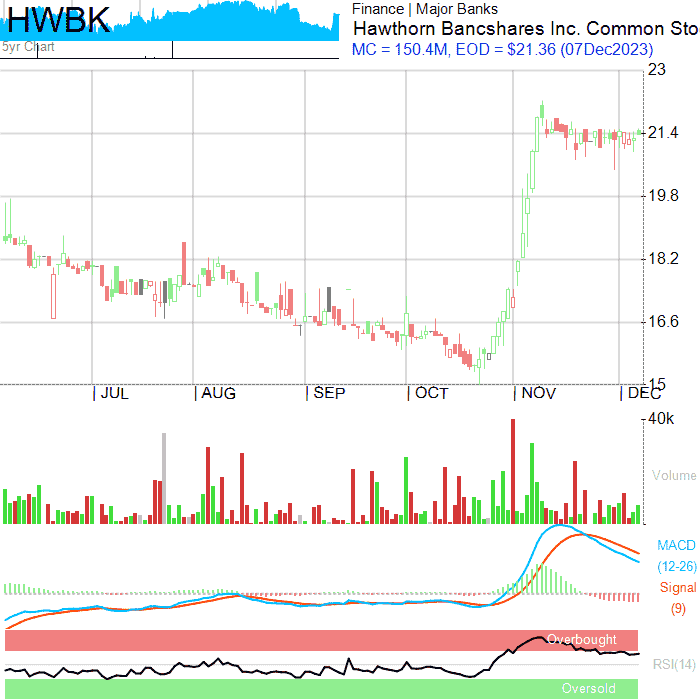 HWBK
5yr Chart
Finance | Major Banks
Hawthorn Bancshares Inc. Common Sto
MC = 150.4M, EOD = $21.36 (07Dec2023)
23
21.4
19.8
18.2
16.6
15
JUL AUG SEP OCT NOV DEC
40k
Volume
MACD
(12-26)
Signal
(9)
Overbought
RSI(14)
Oversold